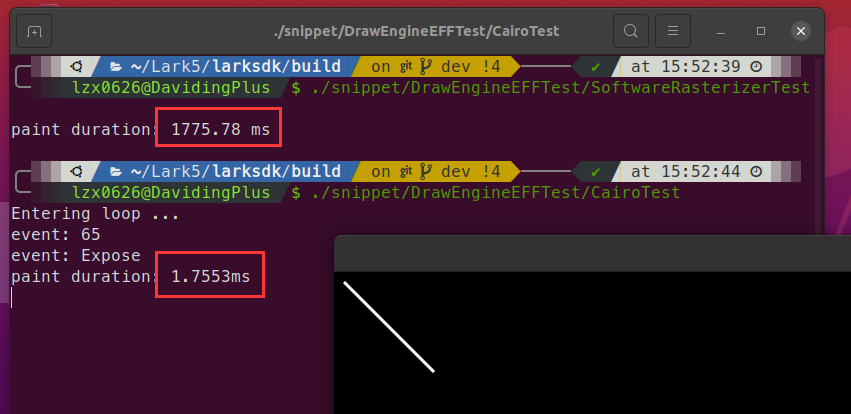 ./snippet/DrawEngineEFFTest/CairoTest
~/Lark5/larksdk/build on git dev !4 ✔ at 15:52:39
lzx0626@DavidingPlus $ ./snippet/DrawEngineEFFTest/SoftwareRasterizerTest
paint duration: 1775.78 ms
~/Lark5/larksdk/build on git dev !4 ✔ at 15:52:44
lzx0626@DavidingPlus $ ./snippet/DrawEngineEFFTest/CairoTest
Entering loop ...
event: 65
event: Expose
paint duration: 1.7553ms